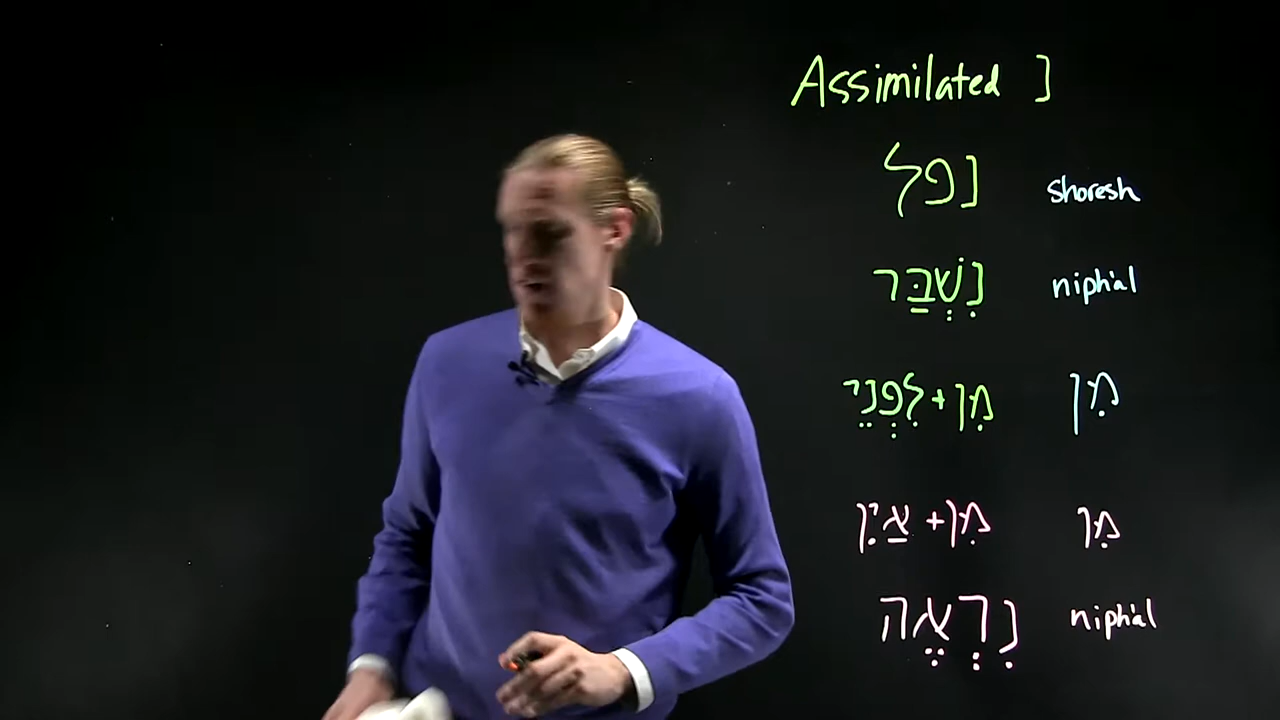 Assimilated נ
נפל shoresh
נִשְׁבַּר niphal
מִן+לִפְנֵי מִן
מִן+אַיִן מִן
נִרְאֶה niphal